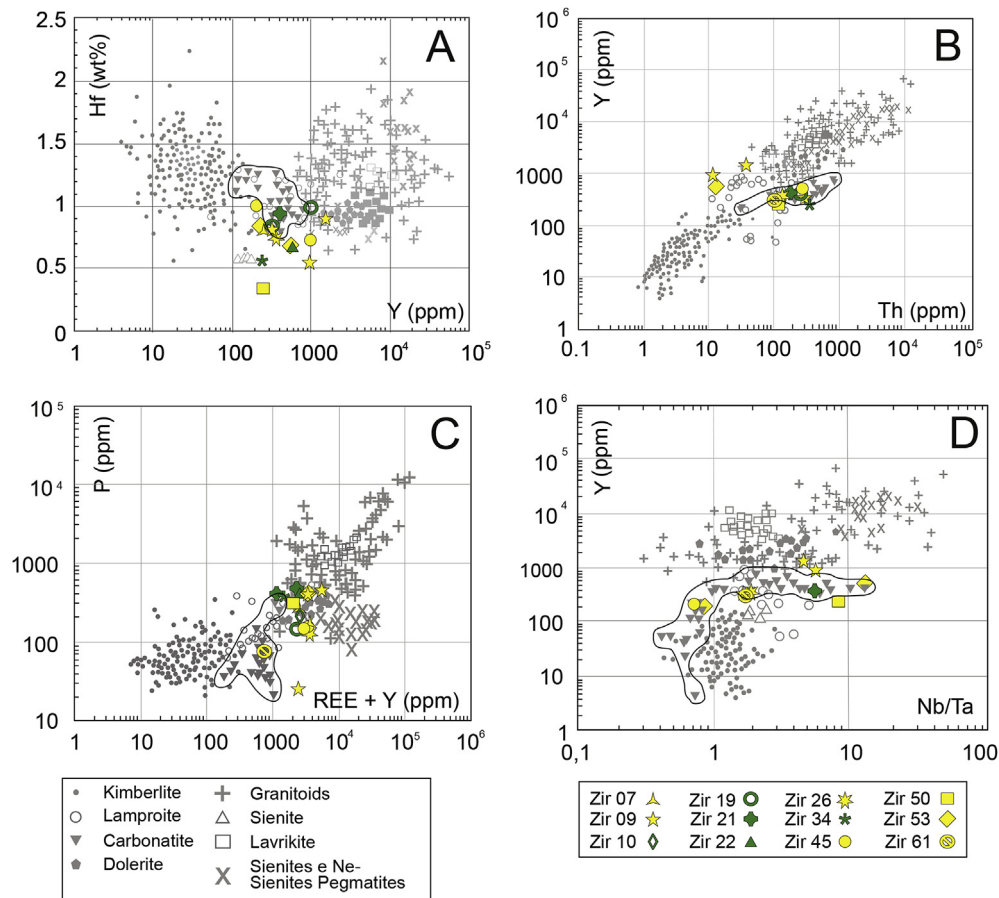 A
Hf (wt%)
2.5
2
1.5
1
0.5
0
Y (ppm)
1 10 100 1000 10⁴ 10⁵
B
Y (ppm)
10⁶
10⁵
10⁴
1000
100
10
1
Th (ppm)
0.1 1 10 100 1000 10⁴ 10⁵
C
P (ppm)
10⁵
10⁴
1000
100
10
REE + Y (ppm)
1 10 100 1000 10⁴ 10⁵ 10⁶
D
Y (ppm)
10⁶
10⁵
10⁴
1000
100
10
1
Nb/Ta
0,1 1 10 100
Kimberlite
Lamproite
Carbonatite
Dolerite
Granitoids
Sienite
Lavrikite
Sienites e Ne-
Sienites Pegmatites
Zir 07 Zir 19 Zir 26 Zir 50
Zir 09 Zir 21 Zir 34 Zir 53
Zir 10 Zir 22 Zir 45 Zir 61